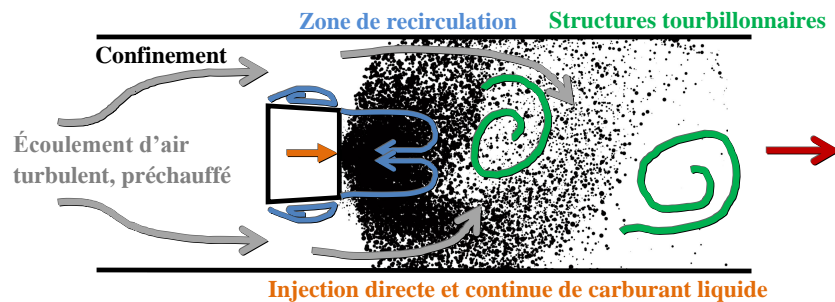 Zone de recirculation
Structures tourbillonnaires
Confinement
Écoulement d’air
turbulent, préchauffé
Injection directe et continue de carburant liquide